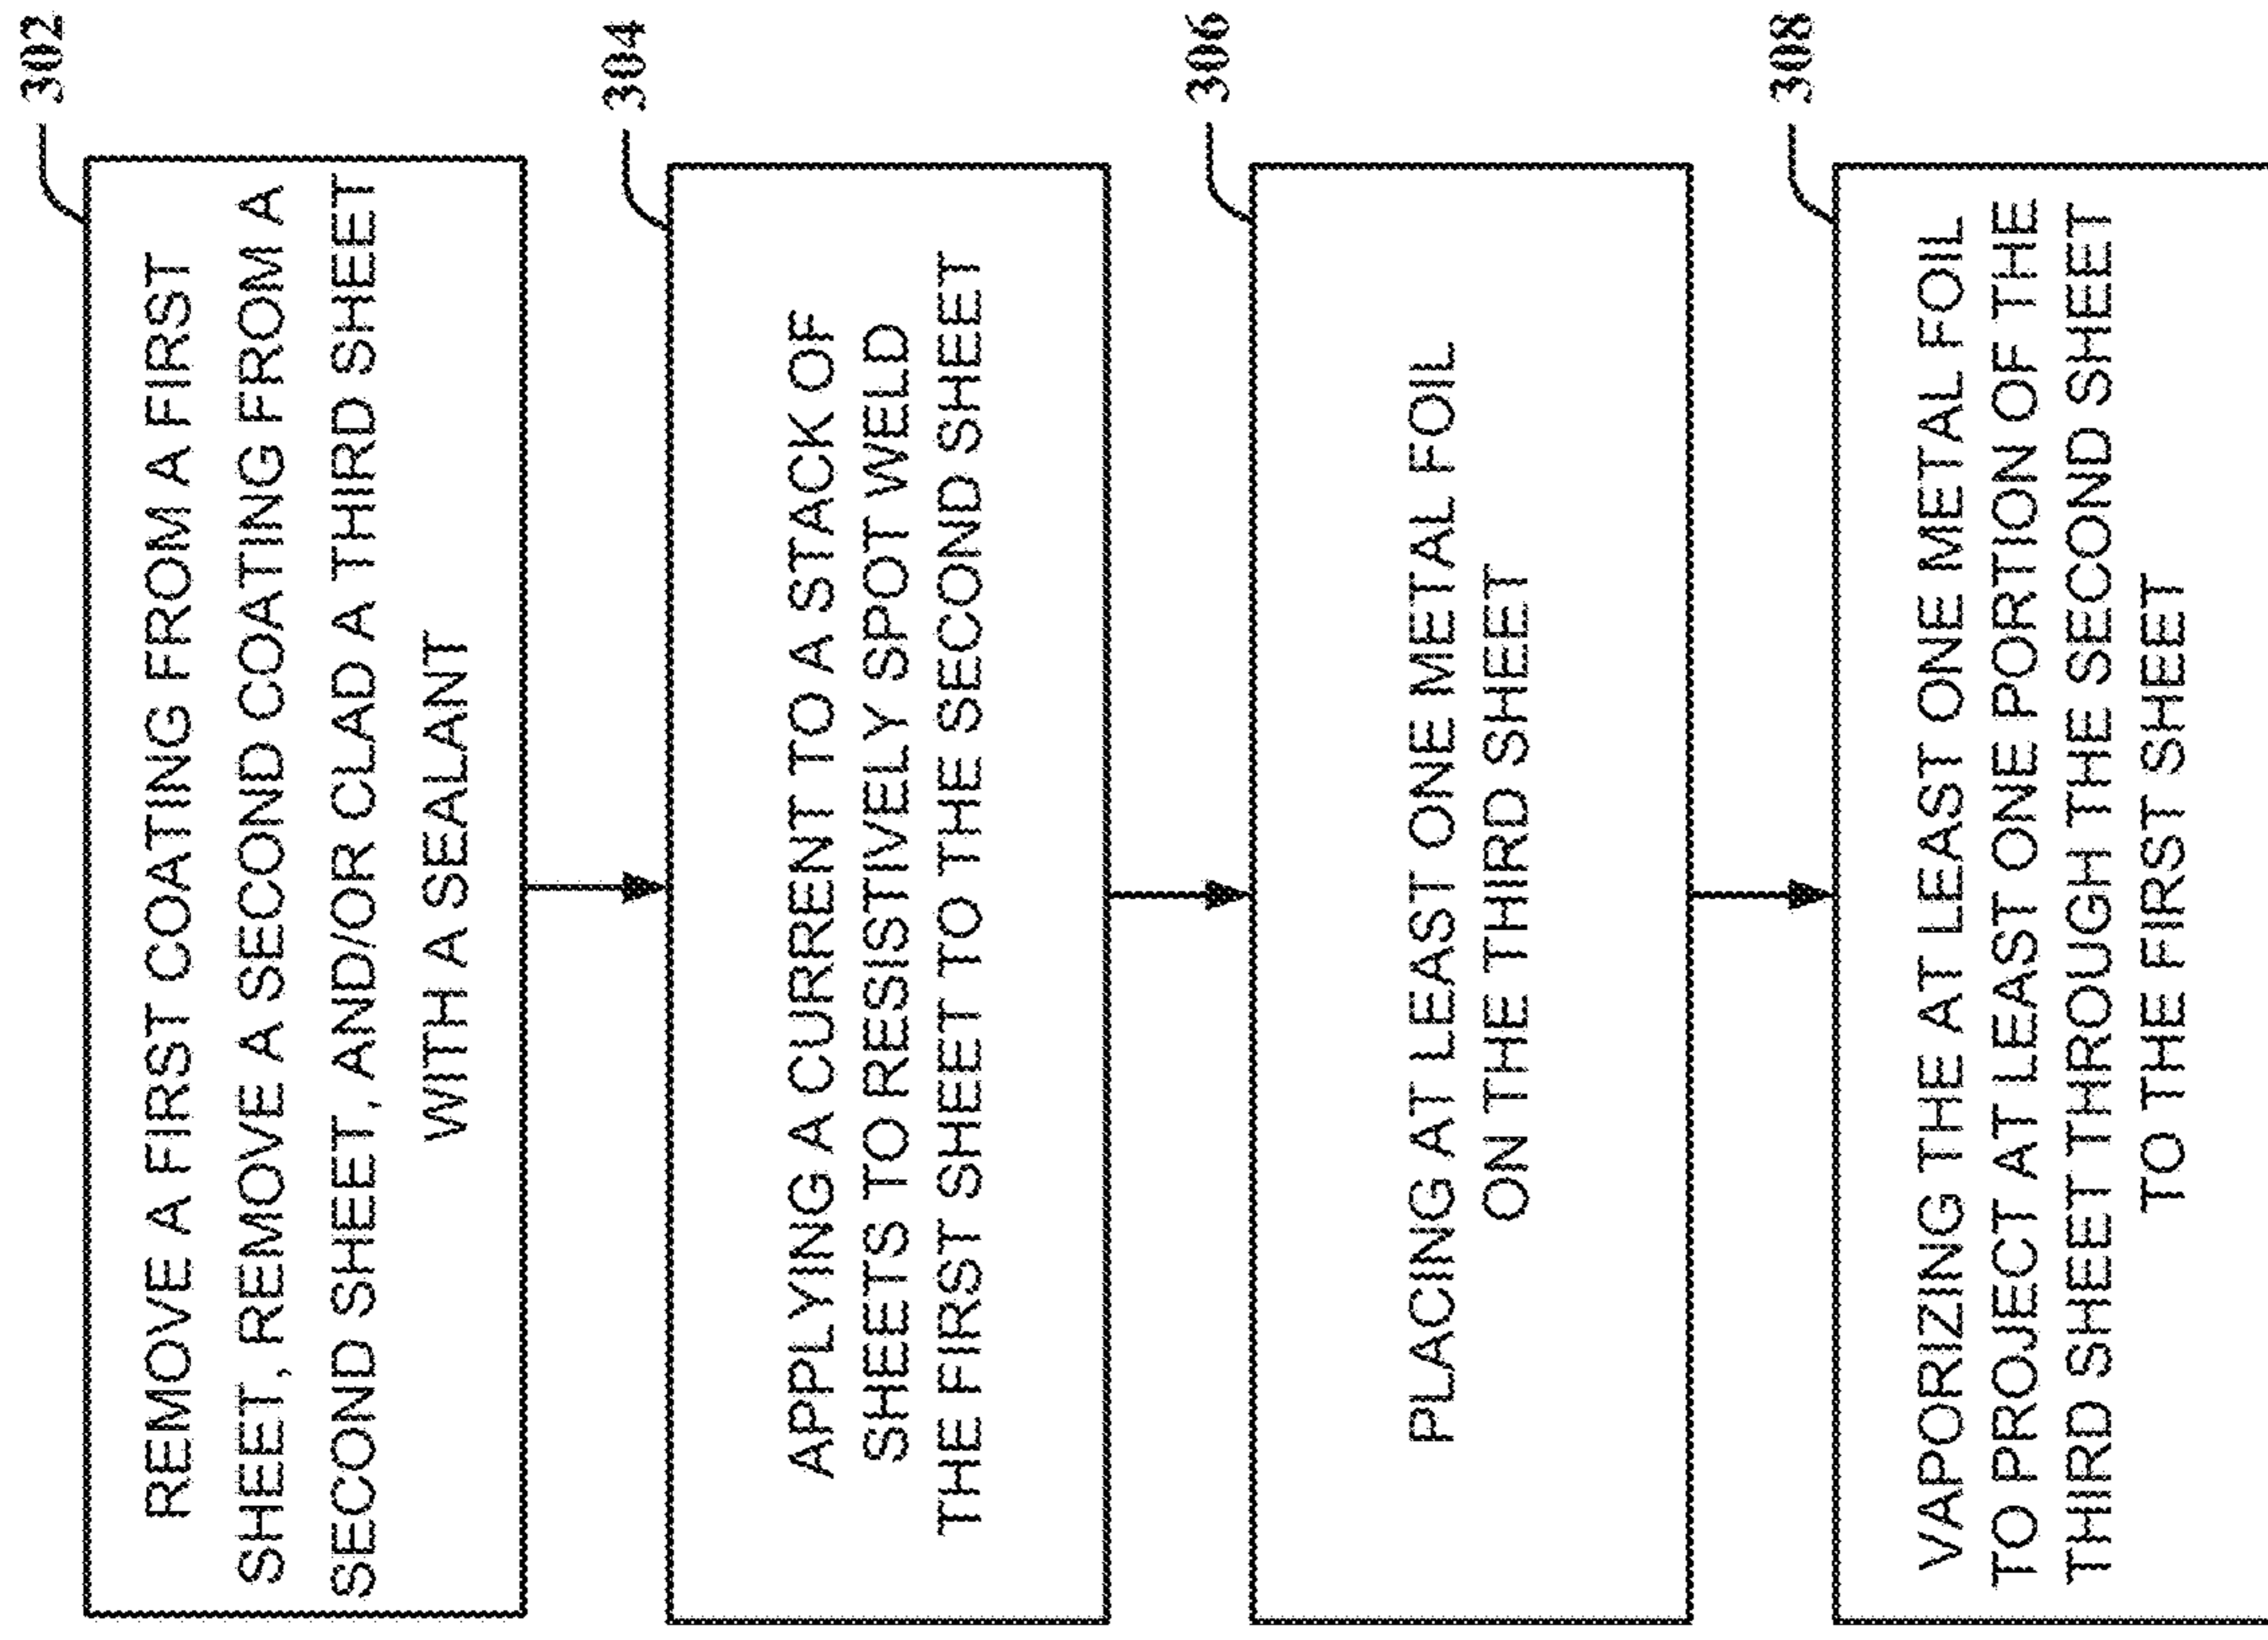 302
REMOVE A FIRST COATING FROM A FIRST
SHEET, REMOVE A SECOND COATING FROM A
SECOND SHEET, AND/OR CLAD A THIRD SHEET
WITH A SEALANT
304
APPLYING A CURRENT TO A STACK OF
SHEETS TO RESISTIVELY SPOT WELD
THE FIRST SHEET TO THE SECOND SHEET
306
PLACING AT LEAST ONE METAL FOIL
ON THE THIRD SHEET
308
VAPORIZING THE AT LEAST ONE METAL FOIL
TO PROJECT AT LEAST ONE PORTION OF THE
THIRD SHEET THROUGH THE SECOND SHEET
TO THE FIRST SHEET